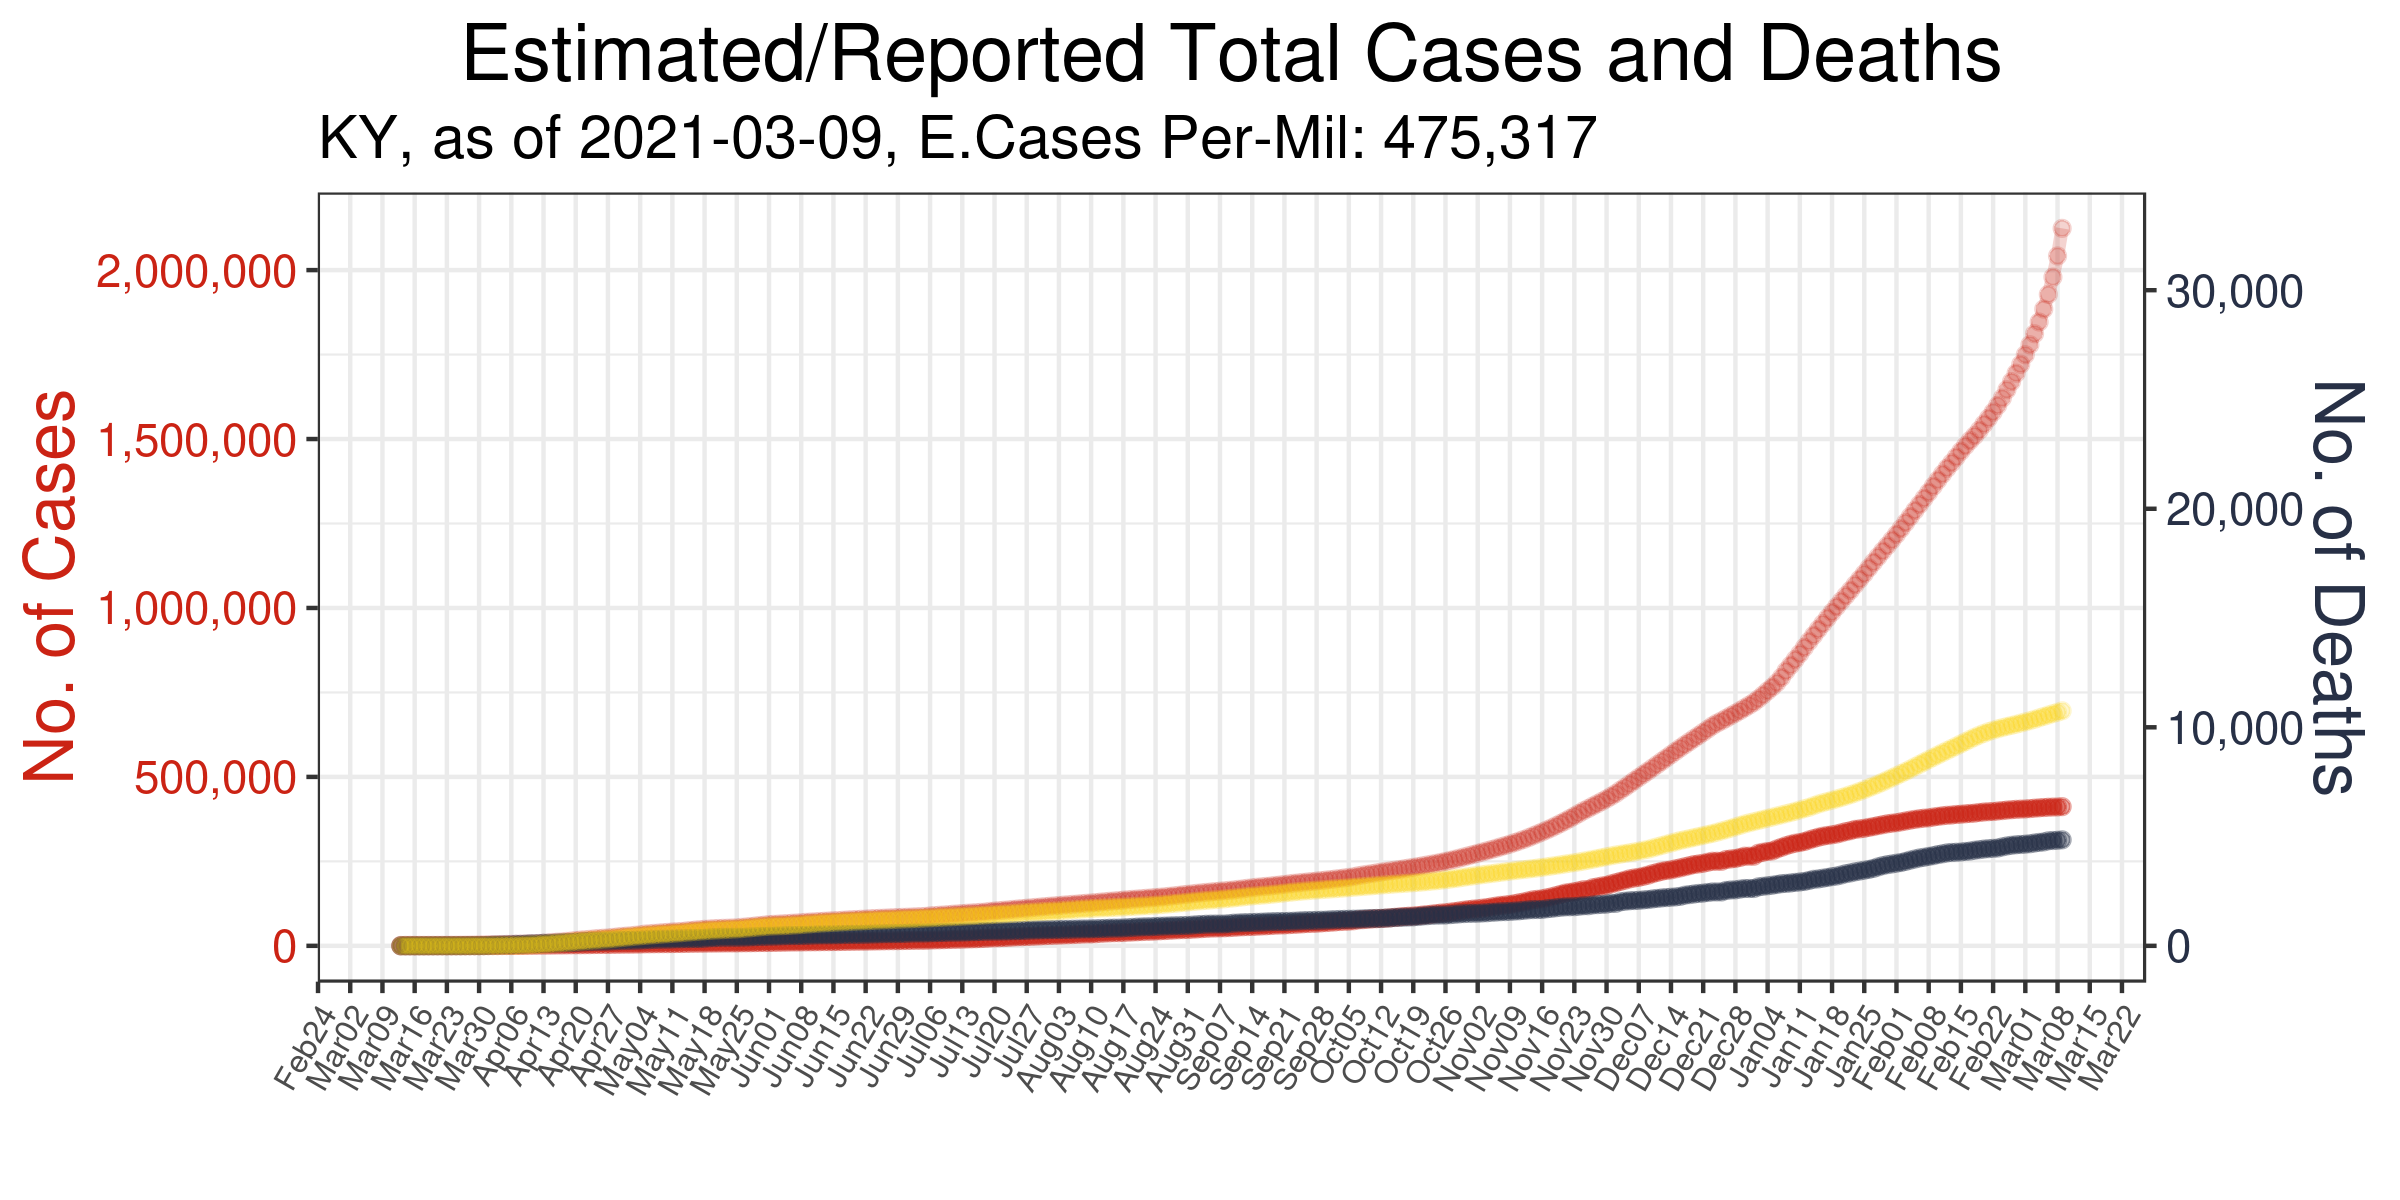 Estimated/Reported Total Cases and Deaths
KY, as of 2021-03-09, E.Cases Per-Mil: 475,317
No. of Cases
2,000,000
1,500,000
1,000,000
500,000
0
30,000
20,000
10,000
0
No. of Deaths
Feb24
Mar02
Mar09
Mar16
Mar23
Mar30
Apr06
Apr13
Apr20
Apr27
May04
May11
May18
May25
Jun01
Jun08
Jun15
Jun22
Jun29
Jul06
Jul13
Jul20
Jul27
Aug03
Aug10
Aug17
Aug24
Aug31
Sep07
Sep14
Sep21
Sep28
Oct05
Oct12
Oct19
Oct26
Nov02
Nov09
Nov16
Nov23
Nov30
Dec07
Dec14
Dec21
Dec28
Jan04
Jan11
Jan18
Jan25
Feb01
Feb08
Feb15
Feb22
Mar01
Mar08
Mar15
Mar22